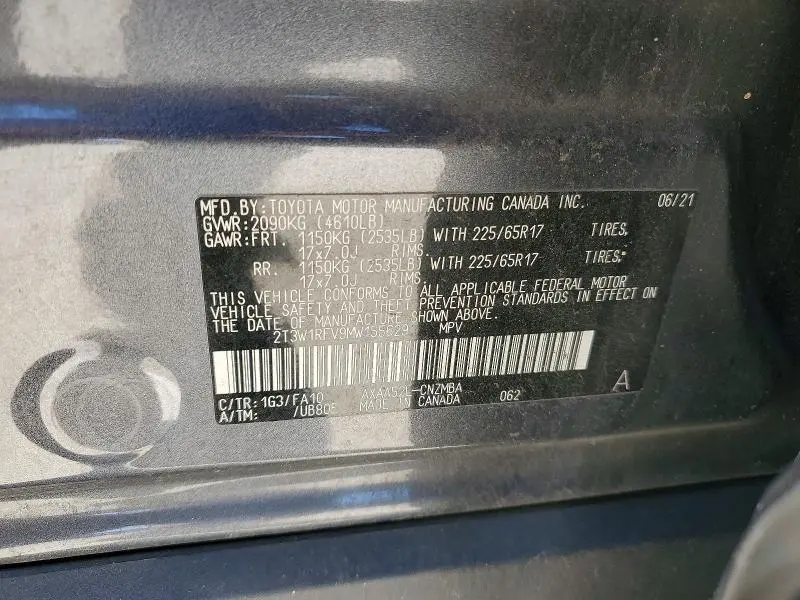 MFD.BY:TOYOTA MOTOR MANUFACTURING CANADA INC. 06/21
GVWR:2090KG (4610LB)
GAWR:FRT. 1150KG (2535LB) WITH 225/65R17 TIRES,
17x7.0J RIMS,
RR. 1150KG (2535LB) WITH 225/65R17 TIRES,
17x7.0J RIMS.
THIS VEHICLE CONFORMS TO ALL APPLICABLE FEDERAL MOTOR
VEHICLE SAFETY AND THEFT PREVENTION STANDARDS IN EFFECT ON
THE DATE OF MANUFACTURE SHOWN ABOVE.
2T3W1RFV9MW155629 MPV
C/TR:1G3/FA10 AXAA52L-CNZMBA 062 A
A/TM: /UB80F MADE IN CANADA